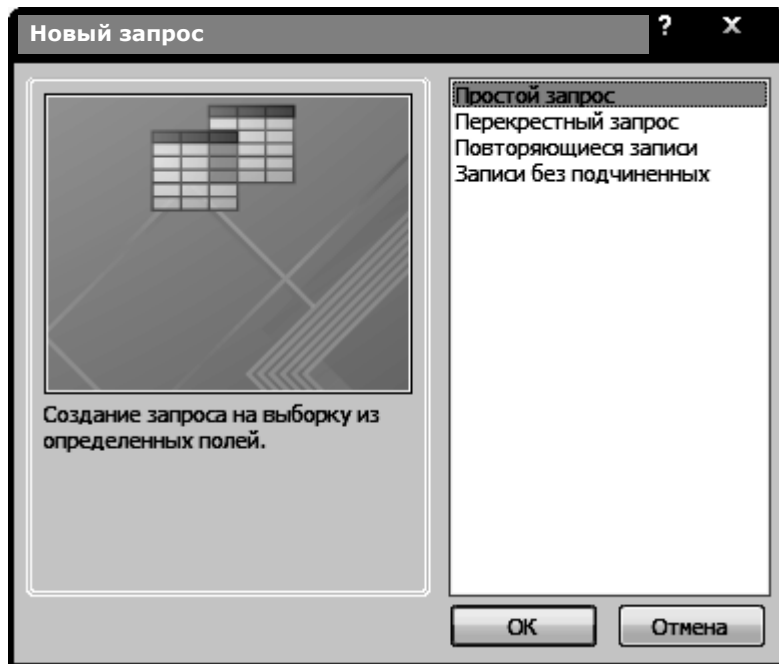 Новый запрос
? X
Простой запрос
Перекрестный запрос
Повторяющиеся записи
Записи без подчиненных
Создание запроса на выборку из
определенных полей.
ОК
Отмена